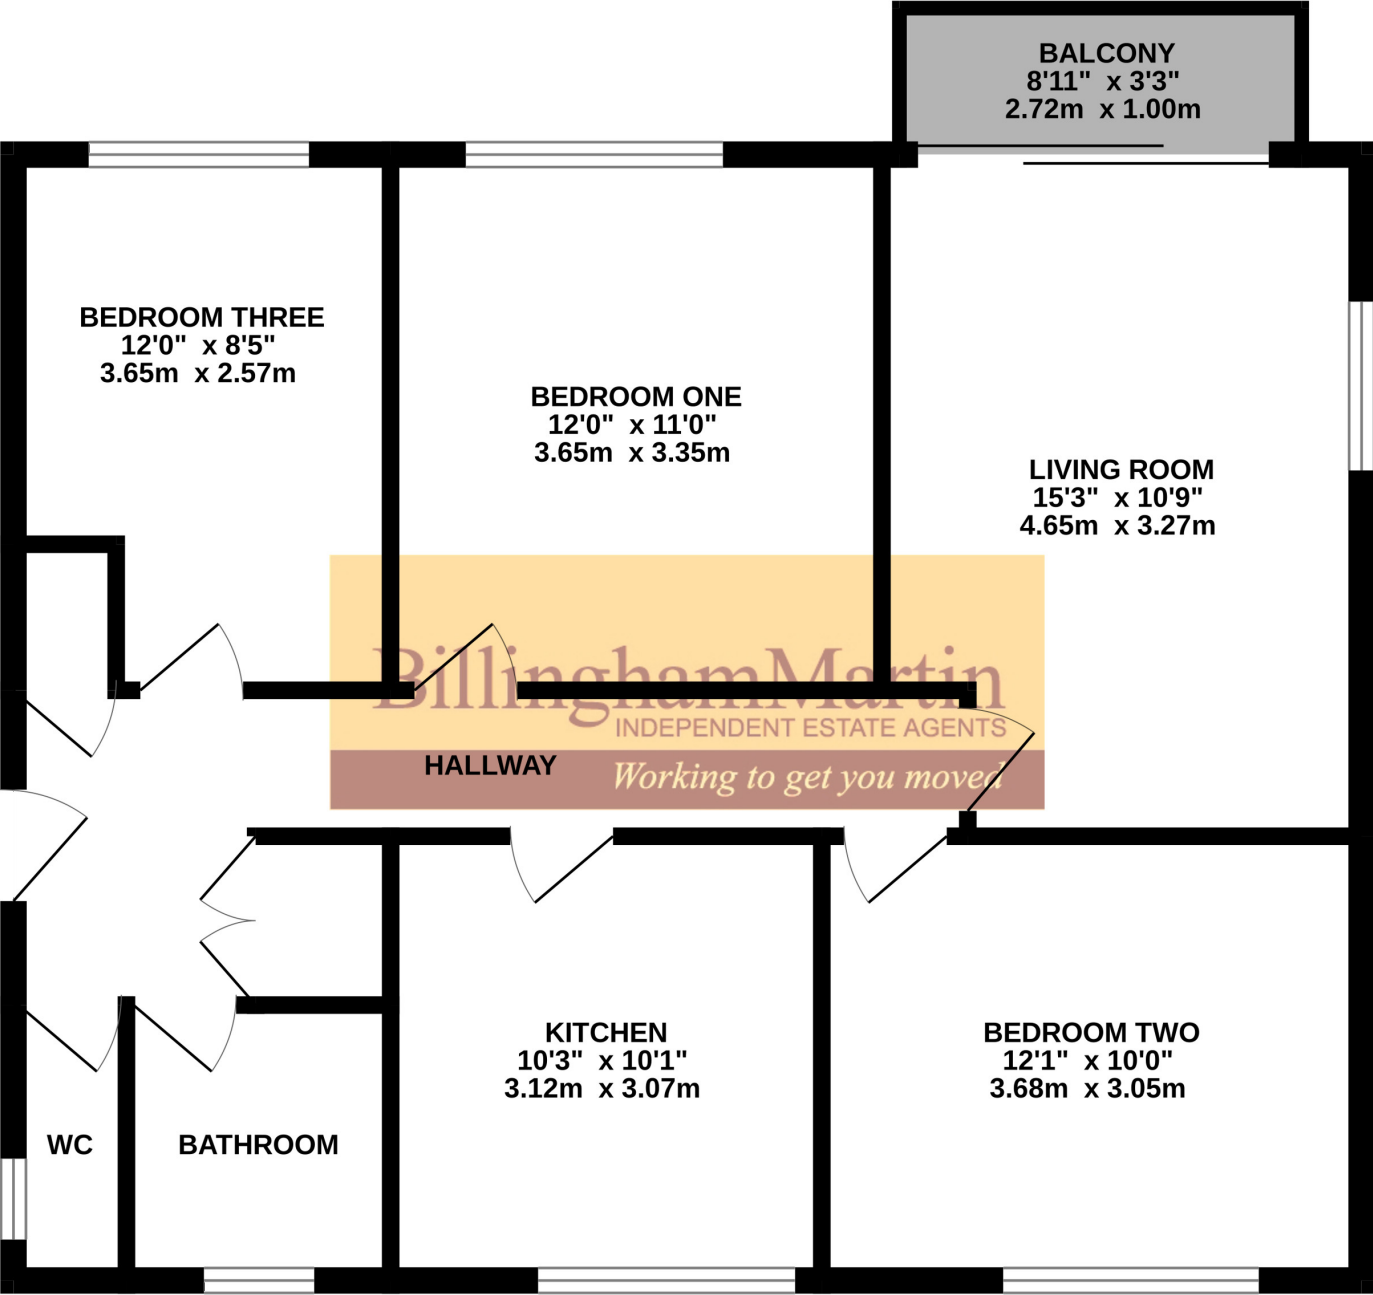 BALCONY
8'11" x 3'3"
2.72m x 1.00m
BEDROOM THREE
12'0" x 8'5"
3.65m x 2.57m
BEDROOM ONE
12'0" x 11'0"
3.65m x 3.35m
LIVING ROOM
15'3" x 10'9"
4.65m x 3.27m
BillinghamMartin
INDEPENDENT ESTATE AGENTS
HALLWAY
Working to get you moved
KITCHEN
10'3" x 10'1"
3.12m x 3.07m
BEDROOM TWO
12'1" x 10'0"
3.68m x 3.05m
WC
BATHROOM